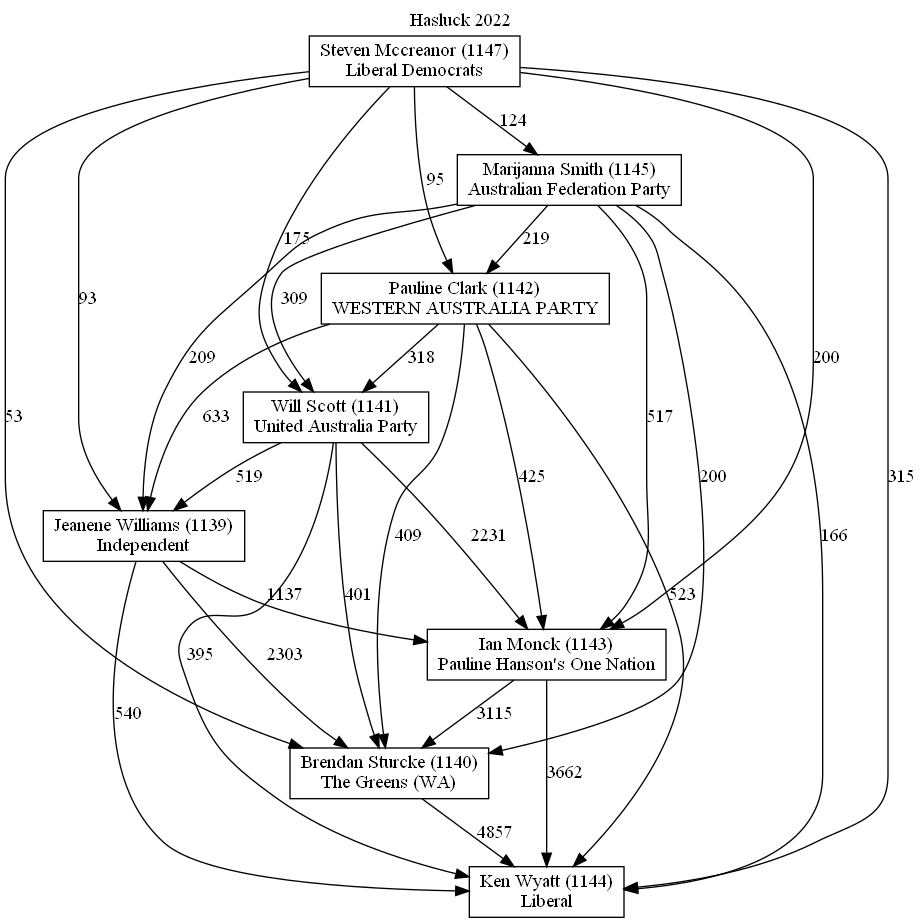 Hasluck 2022
Steven Mccreanor (1147)
Liberal Democrats
124
Marijanna Smith (1145)
Australian Federation Party
95
175
219
309
93
Pauline Clark (1142)
WESTERN AUSTRALIA PARTY
209
318
200
53
633
Will Scott (1141)
United Australia Party
517
519
425
200
315
Jeanene Williams (1139)
Independent
409
2231
166
1137
401
523
395
2303
Ian Monck (1143)
Pauline Hanson's One Nation
540
3115
Brendan Sturcke (1140)
The Greens (WA)
3662
4857
Ken Wyatt (1144)
Liberal